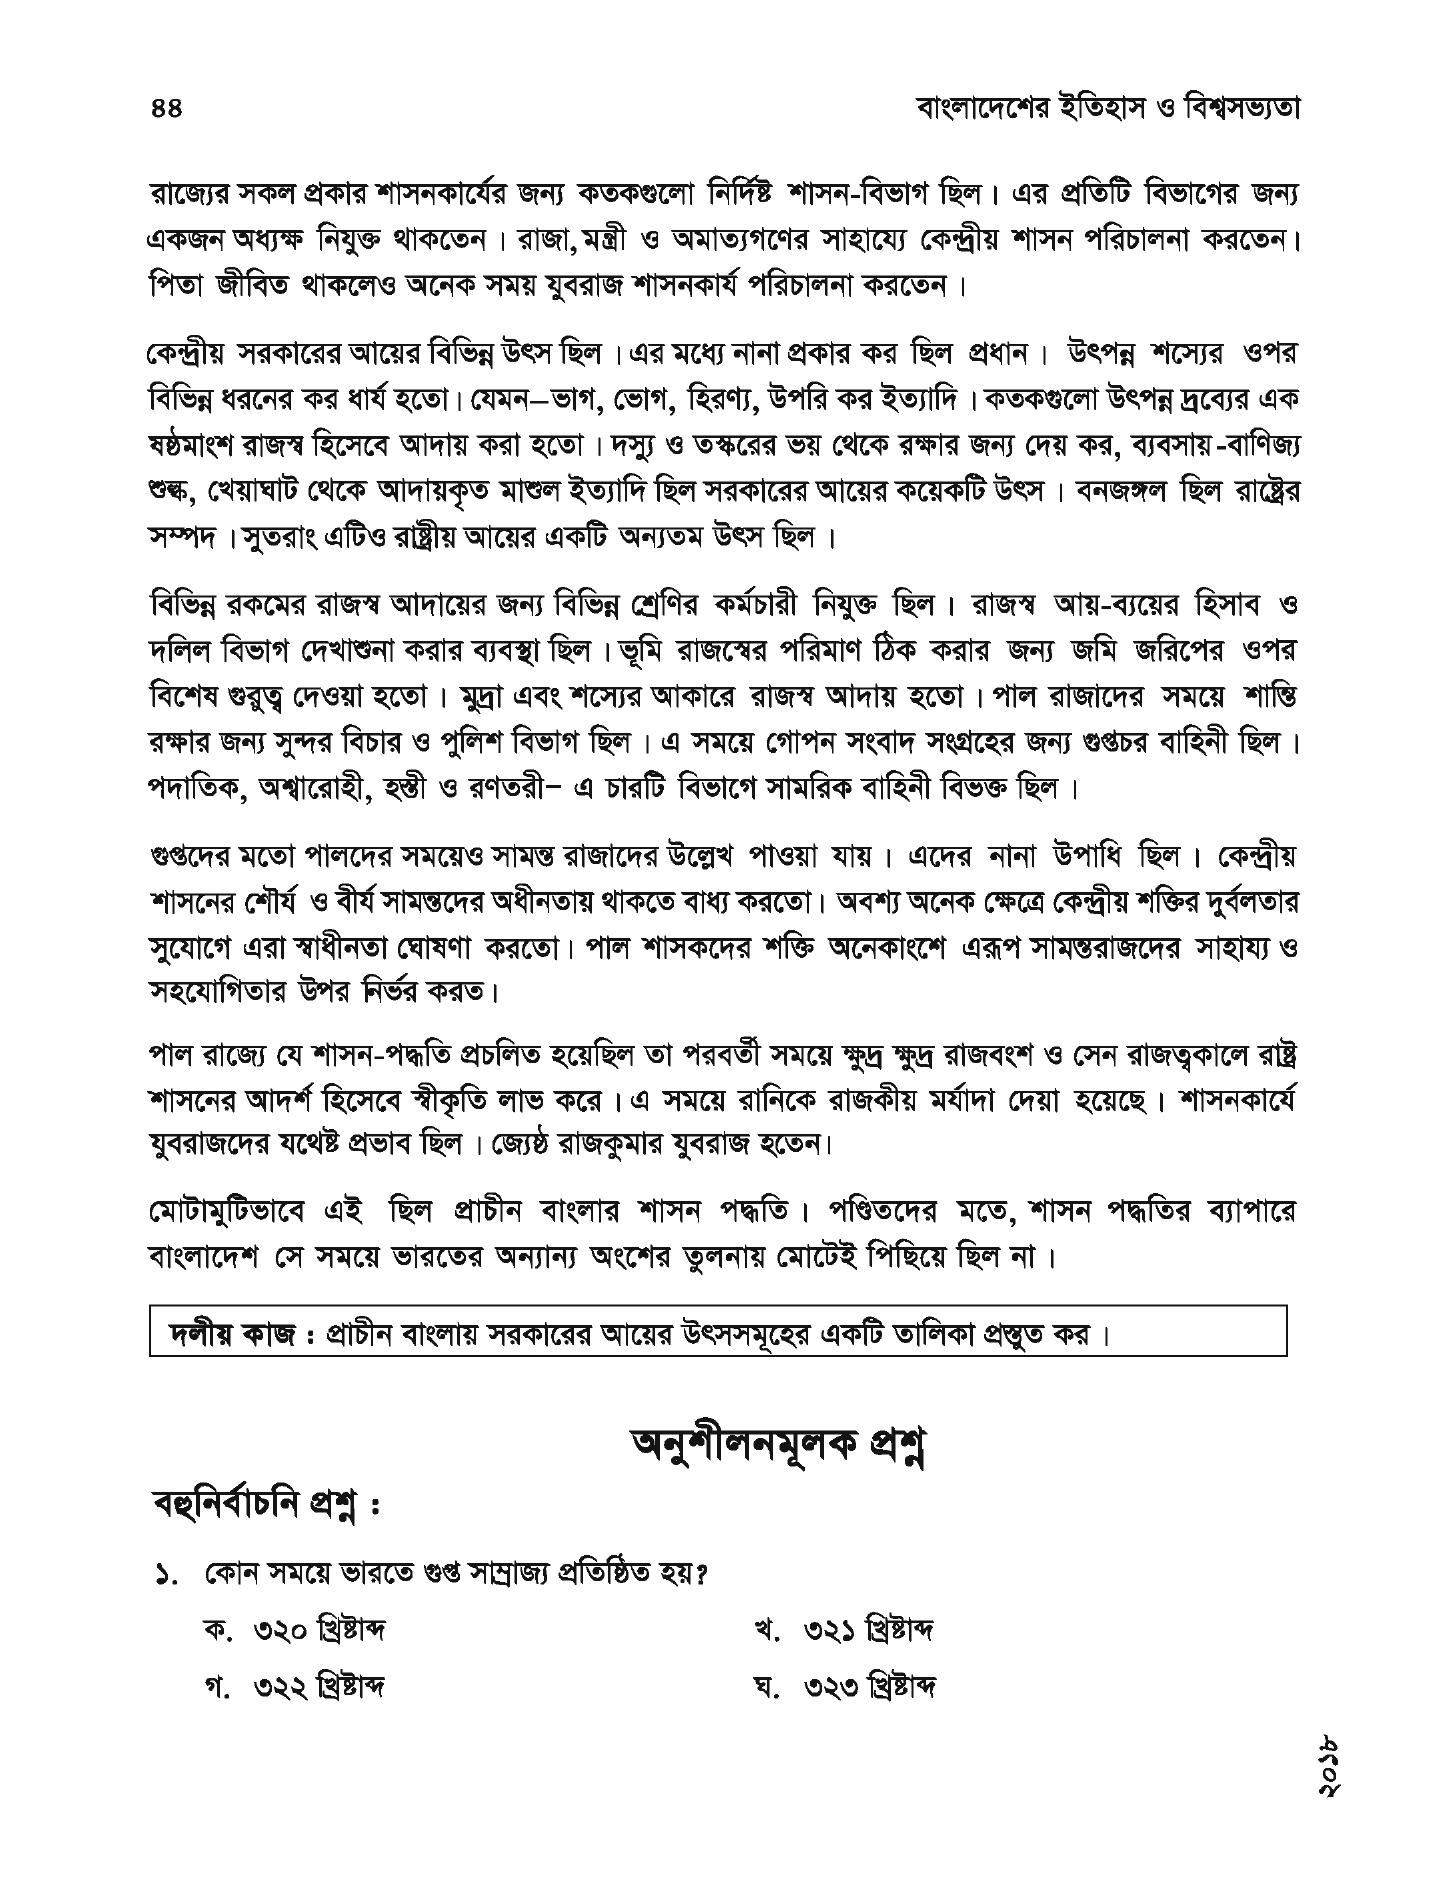 ৪৪
বাংলাদেশের ইতিহাস ও বিশ্বসভ্যতা
রাজ্যের সকল প্রকার শাসনকার্যের জন্য কতকগুলো নির্দিষ্ট শাসন-বিভাগ ছিল। এর প্রতিটি বিভাগের জন্য
একজন অধ্যক্ষ নিযুক্ত থাকতেন। রাজা, মন্ত্রী ও অমাত্যগণের সাহায্যে কেন্দ্রীয় শাসন পরিচালনা করতেন।
পিতা জীবিত থাকলেও অনেক সময় যুবরাজ শাসনকার্য পরিচালনা করতেন।
কেন্দ্রীয় সরকারের আয়ের বিভিন্ন উৎস ছিল। এর মধ্যে নানা প্রকার কর ছিল প্রধান। উৎপন্ন শস্যের ওপর
বিভিন্ন ধরনের কর ধার্য হতো। যেমন–ভাগ, ভোগ, হিরণ্য, উপরি কর ইত্যাদি। কতকগুলো উৎপন্ন দ্রব্যের এক
ষষ্ঠমাংশ রাজস্ব হিসেবে আদায় করা হতো। দস্যু ও তস্করের ভয় থেকে রক্ষার জন্য দেয় কর, ব্যবসায়-বাণিজ্য
শুল্ক, খেয়াঘাট থেকে আদায়কৃত মাশুল ইত্যাদি ছিল সরকারের আয়ের কয়েকটি উৎস। বনজঙ্গল ছিল রাষ্ট্রের
সম্পদ। সুতরাং এটিও রাষ্ট্রীয় আয়ের একটি অন্যতম উৎস ছিল।
বিভিন্ন রকমের রাজস্ব আদায়ের জন্য বিভিন্ন শ্রেণির কর্মচারী নিযুক্ত ছিল। রাজস্ব আয়-ব্যয়ের হিসাব ও
দলিল বিভাগ দেখাশুনা করার ব্যবস্থা ছিল। ভূমি রাজস্বের পরিমাণ ঠিক করার জন্য জমি জরিপের ওপর
বিশেষ গুরুত্ব দেওয়া হতো। মুদ্রা এবং শস্যের আকারে রাজস্ব আদায় হতো। পাল রাজাদের সময়ে শান্তি
রক্ষার জন্য সুন্দর বিচার ও পুলিশ বিভাগ ছিল। এ সময়ে গোপন সংবাদ সংগ্রহের জন্য গুপ্তচর বাহিনী ছিল।
পদাতিক, অশ্বারোহী, হস্তী ও রণতরী– এ চারটি বিভাগে সামরিক বাহিনী বিভক্ত ছিল।
গুপ্তদের মতো পালদের সময়েও সামন্ত রাজাদের উল্লেখ পাওয়া যায়। এদের নানা উপাধি ছিল। কেন্দ্রীয়
শাসনের শৌর্য ও বীর্য সামন্তদের অধীনতায় থাকতে বাধ্য করতো। অবশ্য অনেক ক্ষেত্রে কেন্দ্রীয় শক্তির দুর্বলতার
সুযোগে এরা স্বাধীনতা ঘোষণা করতো। পাল শাসকদের শক্তি অনেকাংশে এরূপ সামন্তরাজদের সাহায্য ও
সহযোগিতার উপর নির্ভর করত।
পাল রাজ্যে যে শাসন-পদ্ধতি প্রচলিত হয়েছিল তা পরবর্তী সময়ে ক্ষুদ্র ক্ষুদ্র রাজবংশ ও সেন রাজত্বকালে রাষ্ট্র
শাসনের আদর্শ হিসেবে স্বীকৃতি লাভ করে। এ সময়ে রানিকে রাজকীয় মর্যাদা দেয়া হয়েছে। শাসনকার্যে
যুবরাজদের যথেষ্ট প্রভাব ছিল। জ্যেষ্ঠ রাজকুমার যুবরাজ হতেন।
মোটামুটিভাবে এই ছিল প্রাচীন বাংলার শাসন পদ্ধতি। পণ্ডিতদের মতে, শাসন পদ্ধতির ব্যাপারে
বাংলাদেশ সে সময়ে ভারতের অন্যান্য অংশের তুলনায় মোটেই পিছিয়ে ছিল না।
দলীয় কাজ : প্রাচীন বাংলায় সরকারের আয়ের উৎসসমূহের একটি তালিকা প্রস্তুত কর।
অনুশীলনমূলক প্রশ্ন
বহুনির্বাচনি প্রশ্ন :
১. কোন সময়ে ভারতে গুপ্ত সাম্রাজ্য প্রতিষ্ঠিত হয়?
ক. ৩২০ খ্রিষ্টাব্দ খ. ৩২১ খ্রিষ্টাব্দ
গ. ৩২২ খ্রিষ্টাব্দ ঘ. ৩২৩ খ্রিষ্টাব্দ
২০১৮